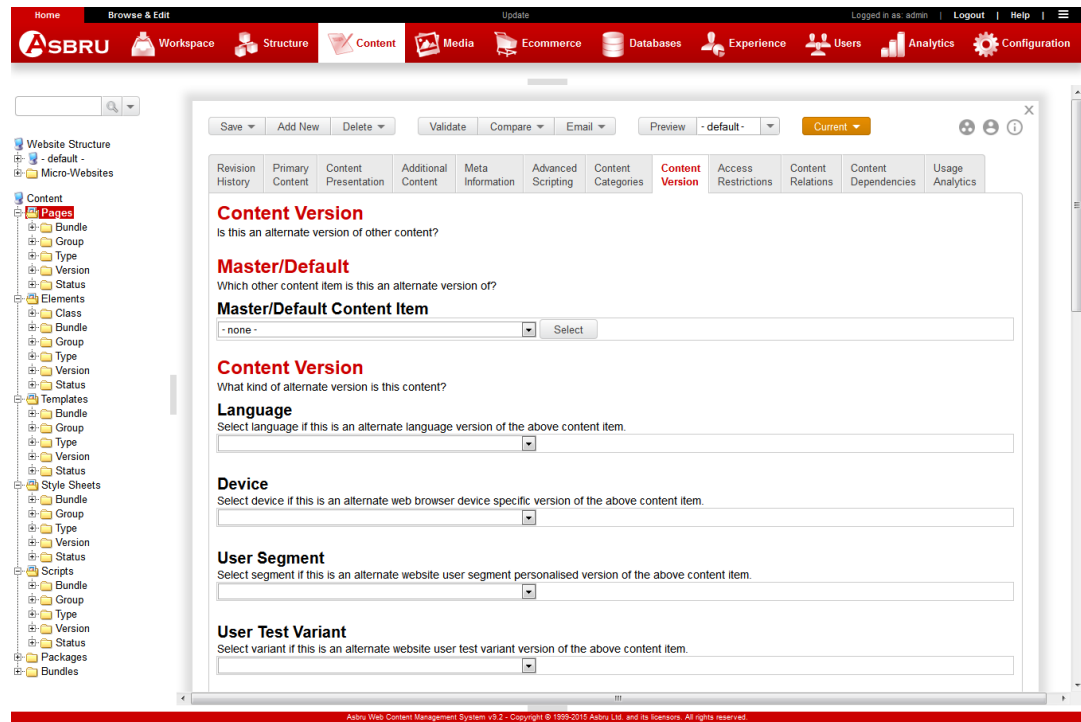 Home
Browse & Edit
Update
Logged in as: admin | Logout | Help |
ASBRU
Workspace
Structure
Content
Media
Ecommerce
Databases
Experience
Users
Analytics
Configuration
Website Structure
- default -
Micro-Websites
Content
Pages
Bundle
Group
Type
Version
Status
Elements
Class
Bundle
Group
Type
Version
Status
Templates
Bundle
Group
Type
Version
Status
Style Sheets
Bundle
Group
Type
Version
Status
Scripts
Bundle
Group
Type
Version
Status
Packages
Bundles
Save
Add New
Delete
Validate
Compare
Email
Preview
- default -
Current
Revision History
Primary Content
Content Presentation
Additional Content
Meta Information
Advanced Scripting
Content Categories
Content Version
Access Restrictions
Content Relations
Content Dependencies
Usage Analytics
Content Version
Is this an alternate version of other content?
Master/Default
Which other content item is this an alternate version of?
Master/Default Content Item
- none -
Select
Content Version
What kind of alternate version is this content?
Language
Select language if this is an alternate language version of the above content item.
Device
Select device if this is an alternate web browser device specific version of the above content item.
User Segment
Select segment if this is an alternate website user segment personalised version of the above content item.
User Test Variant
Select variant if this is an alternate website user test variant version of the above content item.
Asbru Web Content Management System v9.2 - Copyright © 1999-2015 Asbru Ltd. and its licensors. All rights reserved.